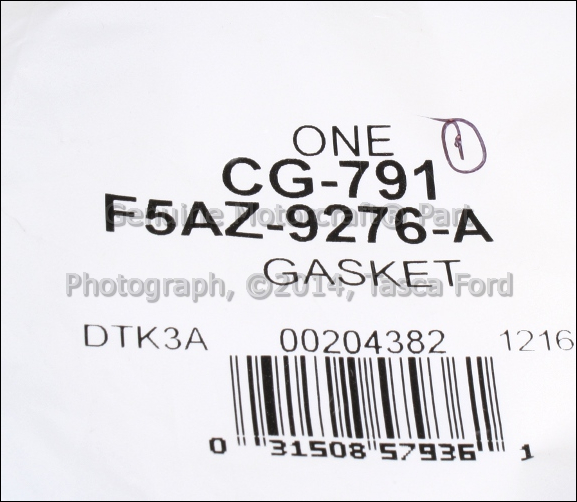 ONE
1
CG-791
F5AZ-9276-A
Genuine Motorcraft® Part
GASKET
Photograph, ©2014, Tasca Ford
DTK3A 00204382 1216
0 31508 57936 1